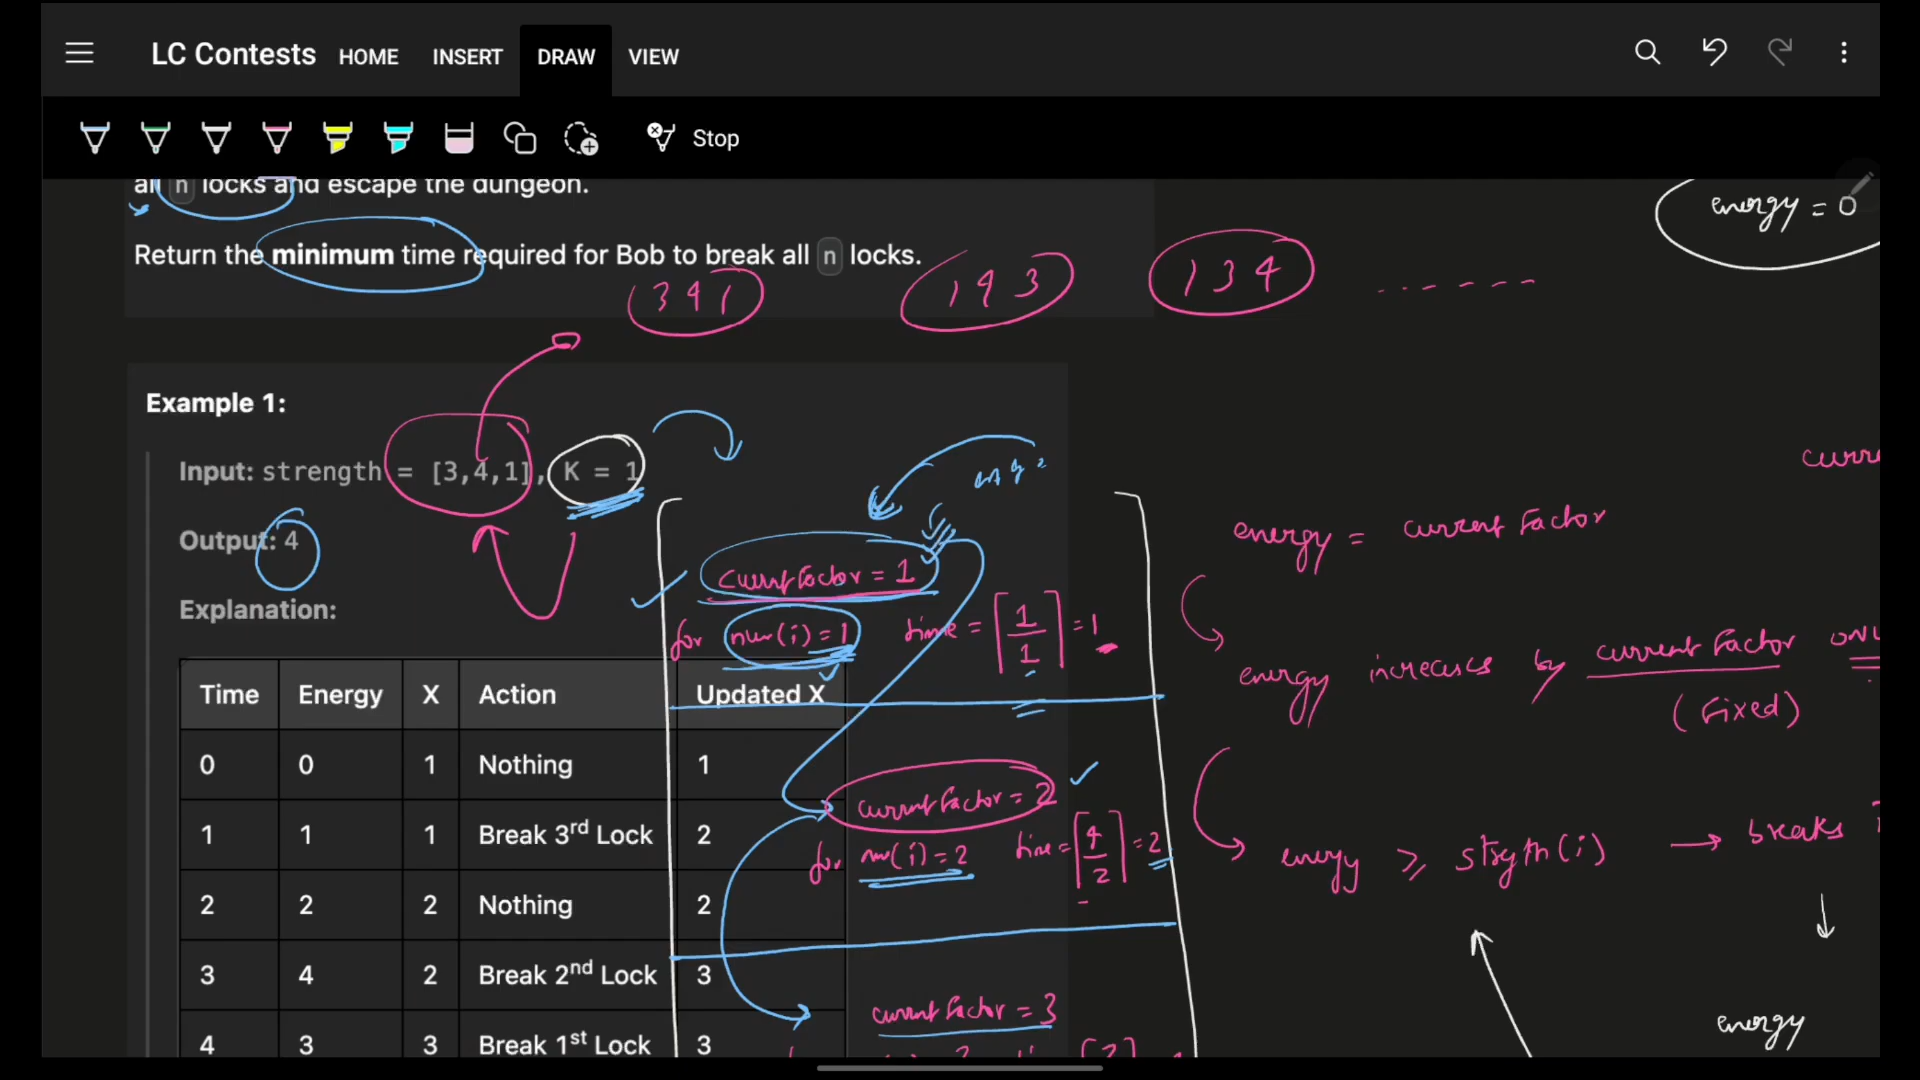 LC Contests HOME INSERT DRAW VIEW
Stop
all n locks and escape the dungeon.
energy = 0
Return the minimum time required for Bob to break all n locks.
3 4 1
1 4 3
1 3 4
Example 1:
Input: strength = [3,4,1], K = 1
Output: 4
Explanation:
Time Energy X Action Updated X
0 0 1 Nothing 1
1 1 1 Break 3rd Lock 2
2 2 2 Nothing 2
3 4 2 Break 2nd Lock 3
4 3 3 Break 1st Lock 3
current factor = 1
for num(i) = 1 time = ⌈1/1⌉ = 1
current factor = 2
for num(i) = 2 time = ⌈4/2⌉ = 2
current factor = 3
energy = current factor
energy increases by current factor
(fixed)
energy ⩾ strgth(i) → breaks
energy